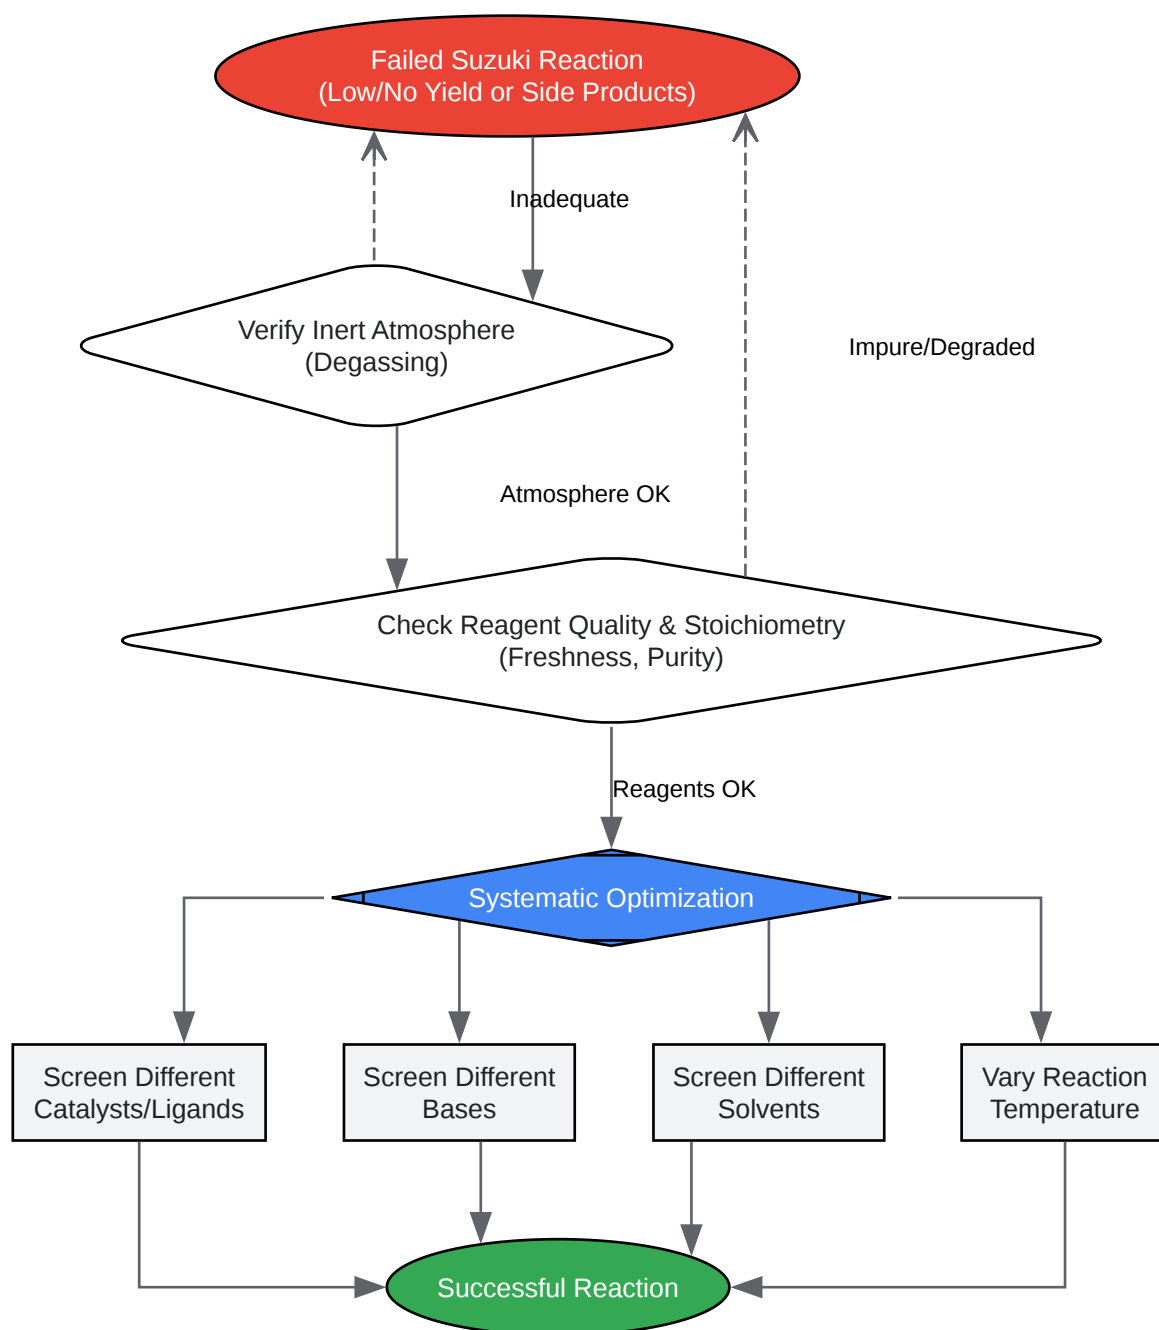 Failed Suzuki Reaction
(Low/No Yield or Side Products)
Inadequate
Verify Inert Atmosphere
(Degassing)
Impure/Degraded
Atmosphere OK
Check Reagent Quality & Stoichiometry
(Freshness, Purity)
Reagents OK
Systematic Optimization
Screen Different
Catalysts/Ligands
Screen Different
Bases
Screen Different
Solvents
Vary Reaction
Temperature
Successful Reaction